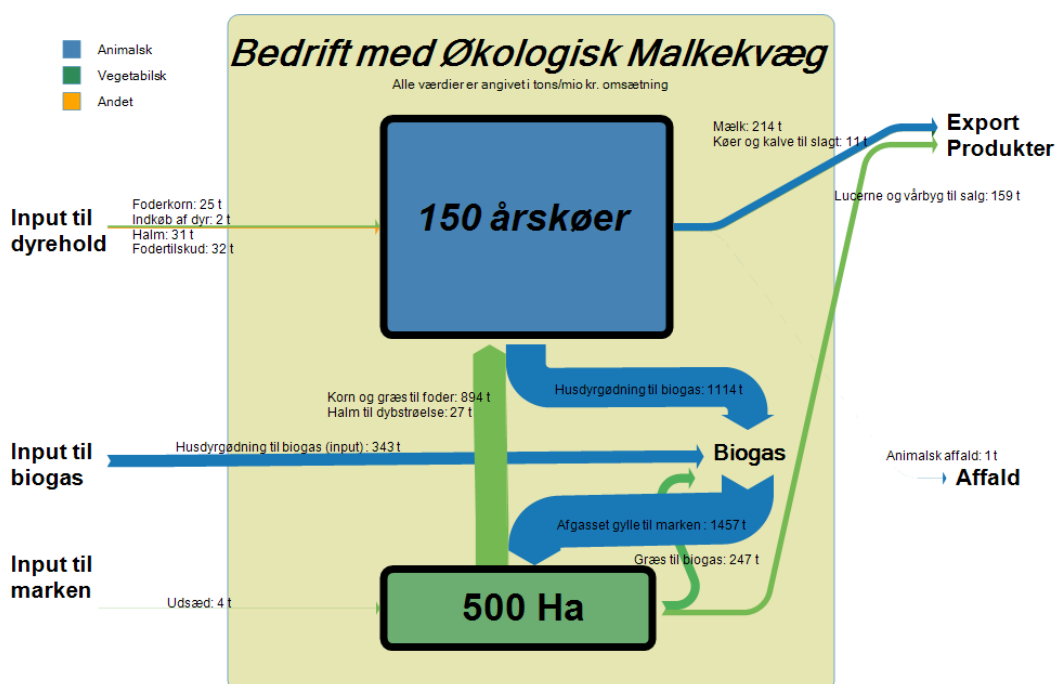 Animalsk
Vegetabilsk
Andet
Bedrift med Økologisk Malkekvæg
Alle værdier er angivet i tons/mio kr. omsætning
Input til
dyrehold
Foderkorn: 25 t
Indkøb af dyr: 2 t
Halm: 31 t
Fodertilskud: 32 t
150 årskøer
Mælk: 214 t
Køer og kalve til slagt: 11 t
Export
Produkter
Lucerne og vårbyg til salg: 159 t
Korn og græs til foder: 894 t
Halm til dybstrøelse: 27 t
Husdyrgødning til biogas: 1114 t
Input til
biogas
Husdyrgødning til biogas (input) : 343 t
Biogas
Animalsk affald: 1 t
Affald
Afgasset gylle til marken : 1457 t
Græs til biogas: 247 t
Input til
marken
Udsæd: 4 t
500 Ha